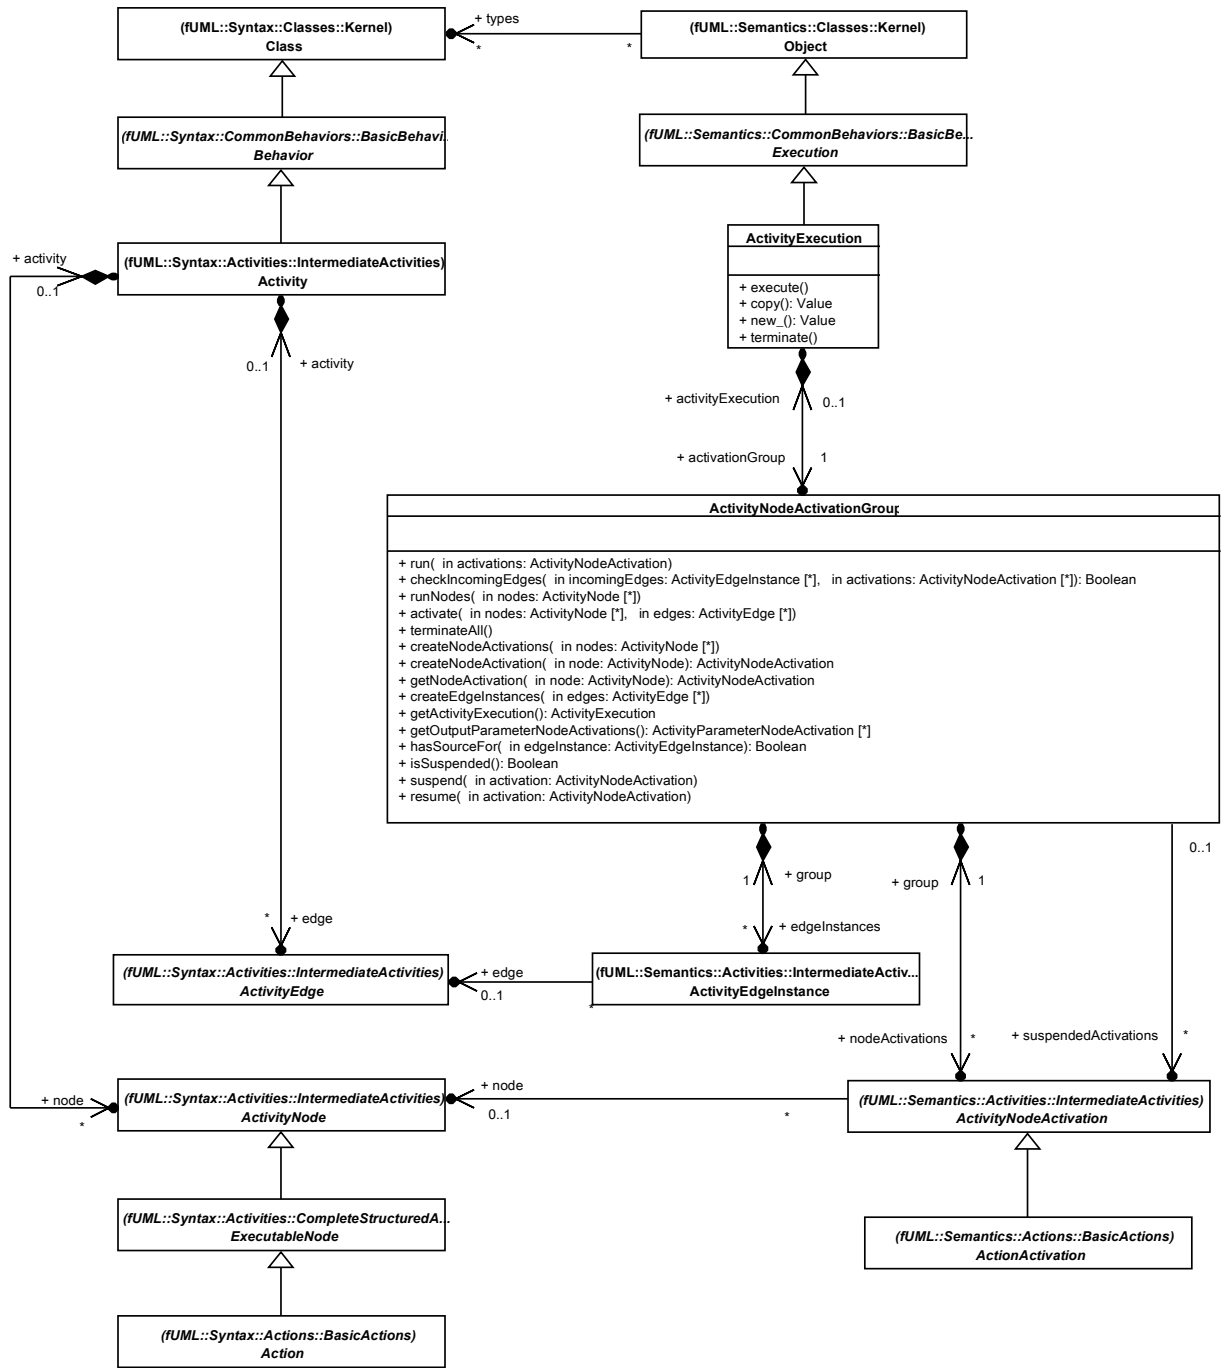 + types
(fUML::Syntax::Classes::Kernel)
Class
*
*
(fUML::Semantics::Classes::Kernel)
Object
(fUML::Syntax::CommonBehaviors::BasicBehavi..
Behavior
(fUML::Semantics::CommonBehaviors::BasicBe...
Execution
ActivityExecution
+ execute()
+ copy(): Value
+ new_(): Value
+ terminate()
+ activity
0..1
(fUML::Syntax::Activities::IntermediateActivities)
Activity
0..1
+ activity
+ activityExecution
0..1
+ activationGroup
1
ActivityNodeActivationGroup
+ run( in activations: ActivityNodeActivation)
+ checkIncomingEdges( in incomingEdges: ActivityEdgeInstance [*], in activations: ActivityNodeActivation [*]): Boolean
+ runNodes( in nodes: ActivityNode [*])
+ activate( in nodes: ActivityNode [*], in edges: ActivityEdge [*])
+ terminateAll()
+ createNodeActivations( in nodes: ActivityNode [*])
+ createNodeActivation( in node: ActivityNode): ActivityNodeActivation
+ getNodeActivation( in node: ActivityNode): ActivityNodeActivation
+ createEdgeInstances( in edges: ActivityEdge [*])
+ getActivityExecution(): ActivityExecution
+ getOutputParameterNodeActivations(): ActivityParameterNodeActivation [*]
+ hasSourceFor( in edgeInstance: ActivityEdgeInstance): Boolean
+ isSuspended(): Boolean
+ suspend( in activation: ActivityNodeActivation)
+ resume( in activation: ActivityNodeActivation)
0..1
1
+ group
+ group
1
*
+ edge
*
+ edgeInstances
(fUML::Syntax::Activities::IntermediateActivities)
ActivityEdge
+ edge
0..1
*
(fUML::Semantics::Activities::IntermediateActiv...
ActivityEdgeInstance
+ nodeActivations
*
+ suspendedActivations
*
+ node
*
(fUML::Syntax::Activities::IntermediateActivities)
ActivityNode
+ node
0..1
*
(fUML::Semantics::Activities::IntermediateActivities)
ActivityNodeActivation
(fUML::Syntax::Activities::CompleteStructuredA...
ExecutableNode
(fUML::Semantics::Actions::BasicActions)
ActionActivation
(fUML::Syntax::Actions::BasicActions)
Action